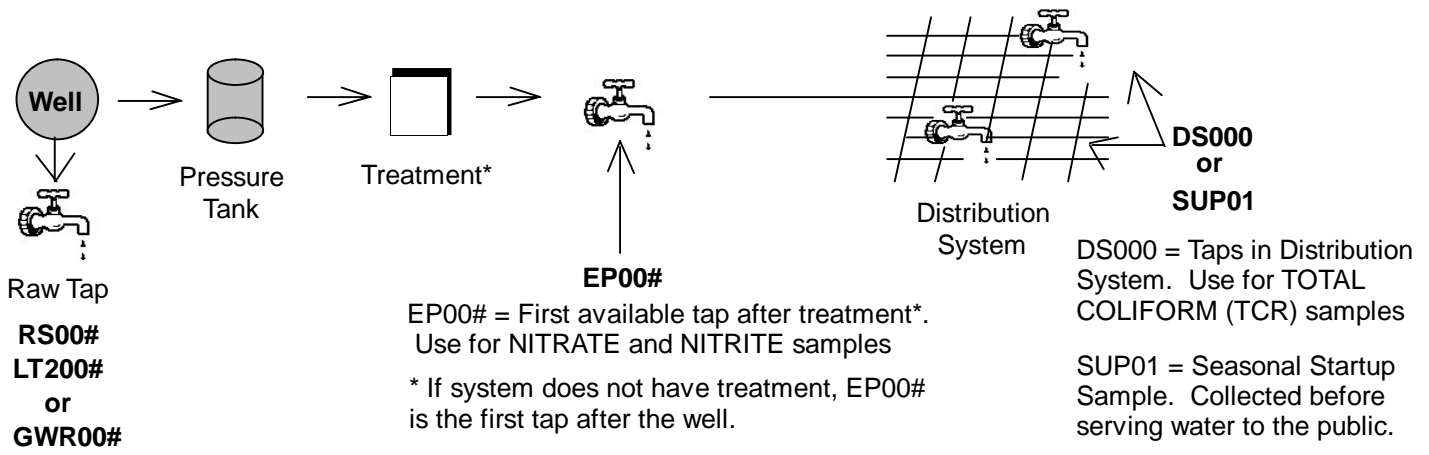 Well
Pressure
Tank
Treatment*
Raw Tap
RS00#
LT200#
or
GWR00#
EP00#
EP00# = First available tap after treatment*.
Use for NITRATE and NITRITE samples
* If system does not have treatment, EP00#
is the first tap after the well.
Distribution
System
DS000
or
SUP01
DS000 = Taps in Distribution
System. Use for TOTAL
COLIFORM (TCR) samples
SUP01 = Seasonal Startup
Sample. Collected before
serving water to the public.